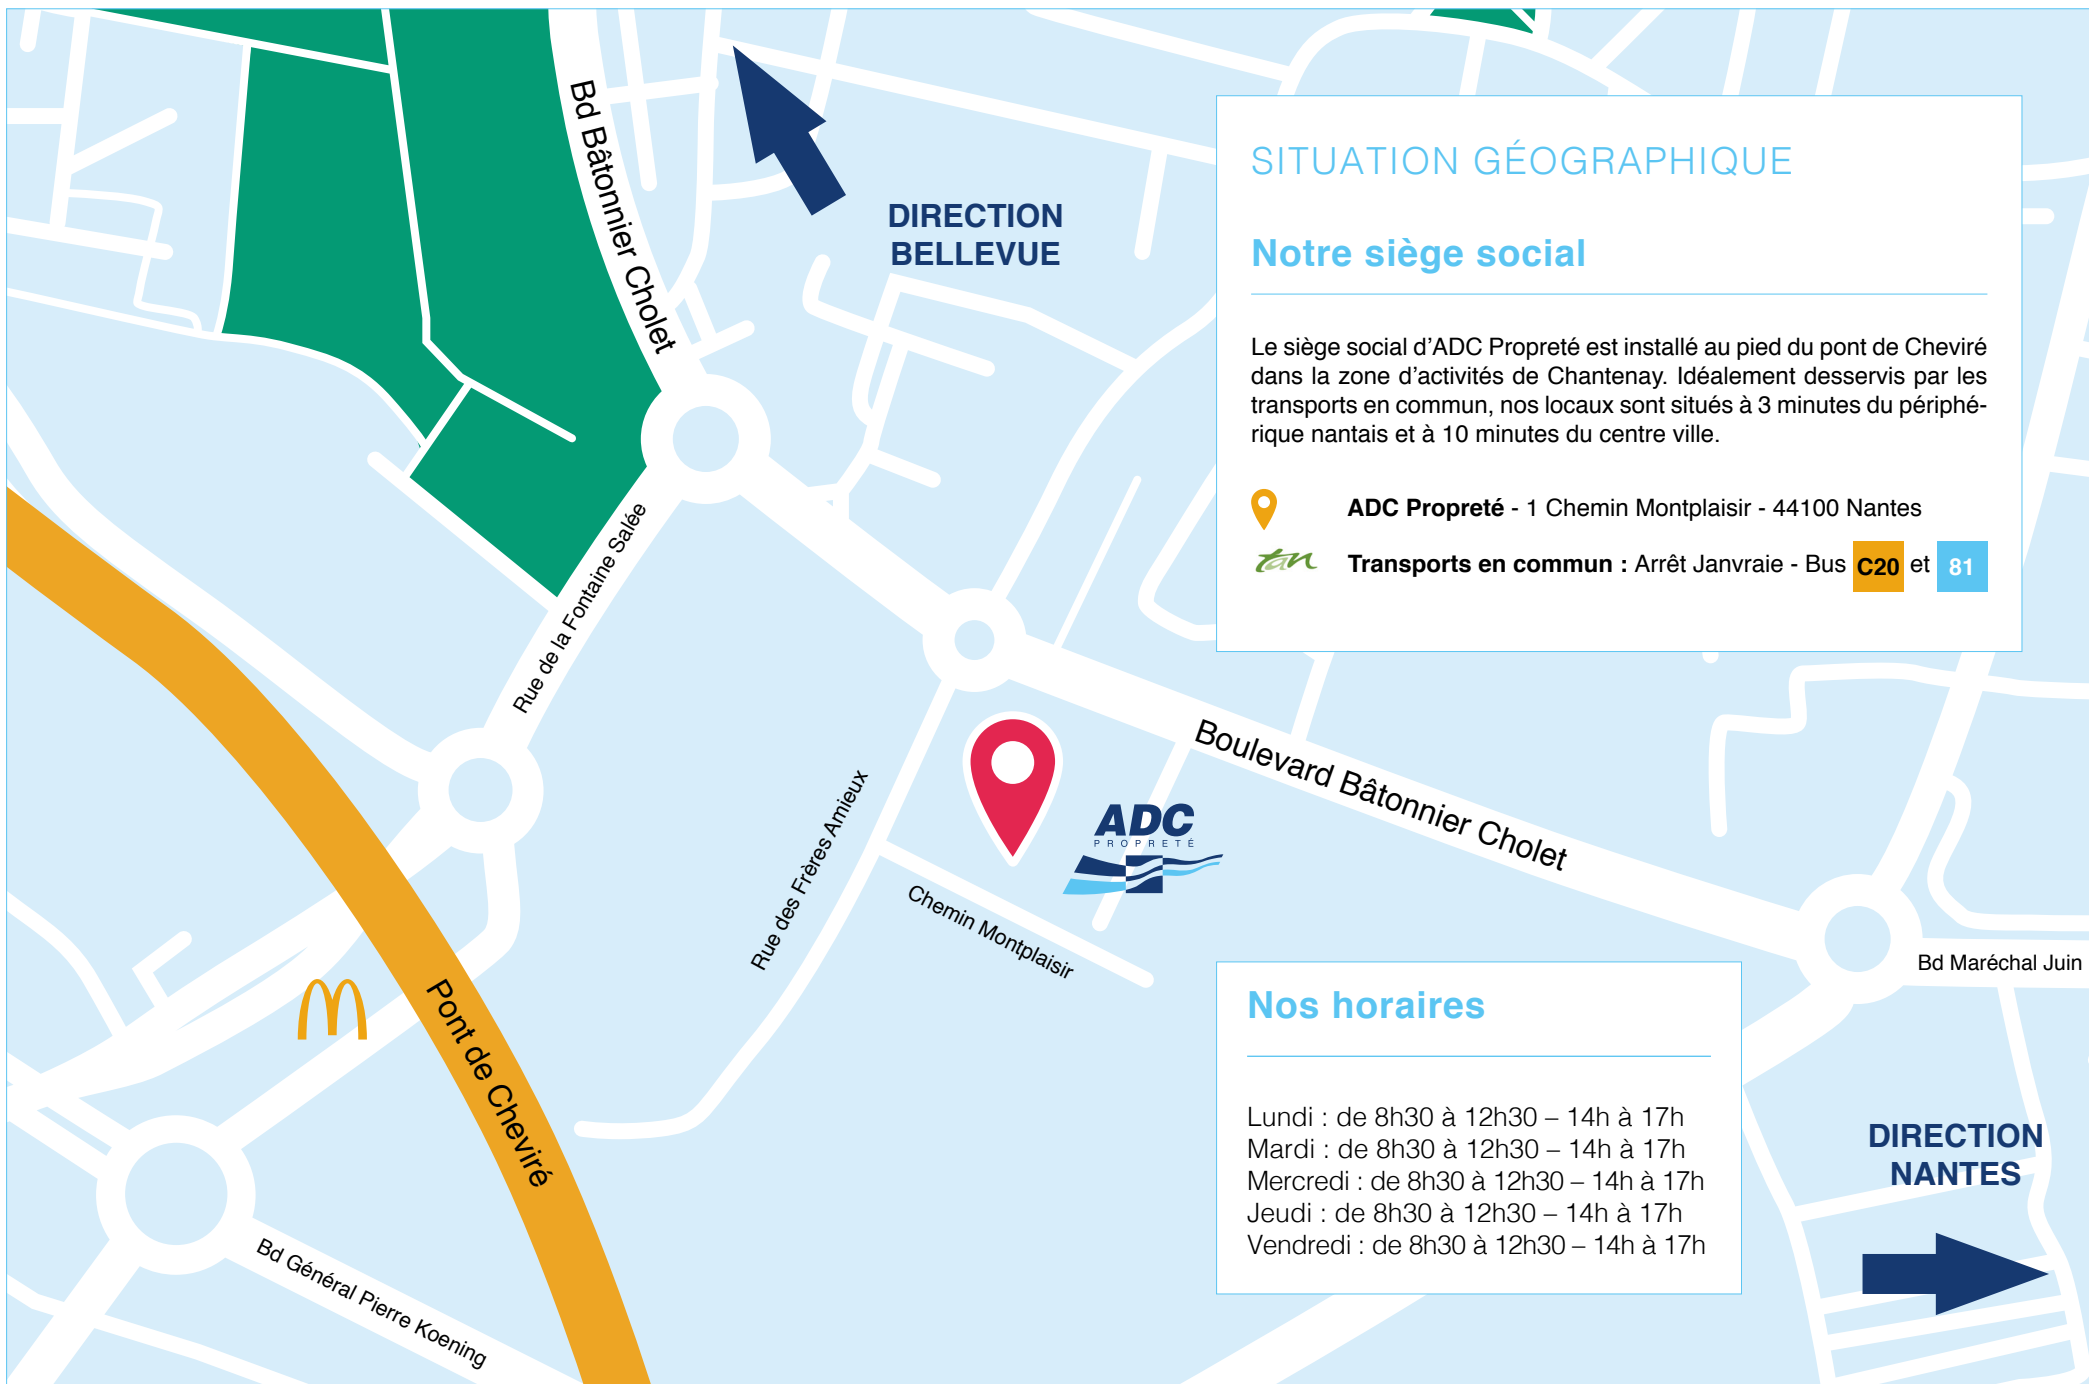 Bd Bâtonnier Cholet
DIRECTION
BELLEVUE
SITUATION GÉOGRAPHIQUE
Notre siège social
Le siège social d’ADC Propreté est installé au pied du pont de Cheviré
dans la zone d’activités de Chantenay. Idéalement desservis par les
transports en commun, nos locaux sont situés à 3 minutes du périphé-
rique nantais et à 10 minutes du centre ville.
ADC Propreté - 1 Chemin Montplaisir - 44100 Nantes
tan
Transports en commun : Arrêt Janvraie - Bus C20 et 81
Rue de la Fontaine Salée
Boulevard Bâtonnier Cholet
Rue des Frères Amieux
ADC
PROPRETÉ
Chemin Montplaisir
Bd Maréchal Juin
Pont de Cheviré
Nos horaires
Lundi : de 8h30 à 12h30 – 14h à 17h
Mardi : de 8h30 à 12h30 – 14h à 17h
Mercredi : de 8h30 à 12h30 – 14h à 17h
Jeudi : de 8h30 à 12h30 – 14h à 17h
Vendredi : de 8h30 à 12h30 – 14h à 17h
DIRECTION
NANTES
Bd Général Pierre Koening